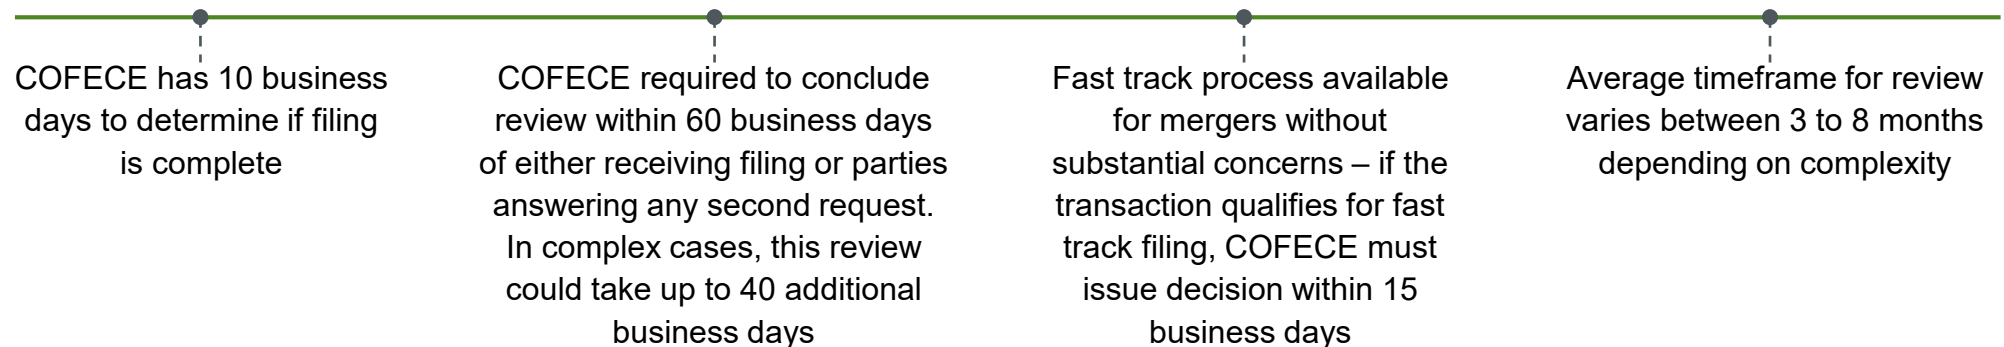 COFECE has 10 business
days to determine if filing
is complete
COFECE required to conclude
review within 60 business days
of either receiving filing or parties
answering any second request.
In complex cases, this review
could take up to 40 additional
business days
Fast track process available
for mergers without
substantial concerns – if the
transaction qualifies for fast
track filing, COFECE must
issue decision within 15
business days
Average timeframe for review
varies between 3 to 8 months
depending on complexity